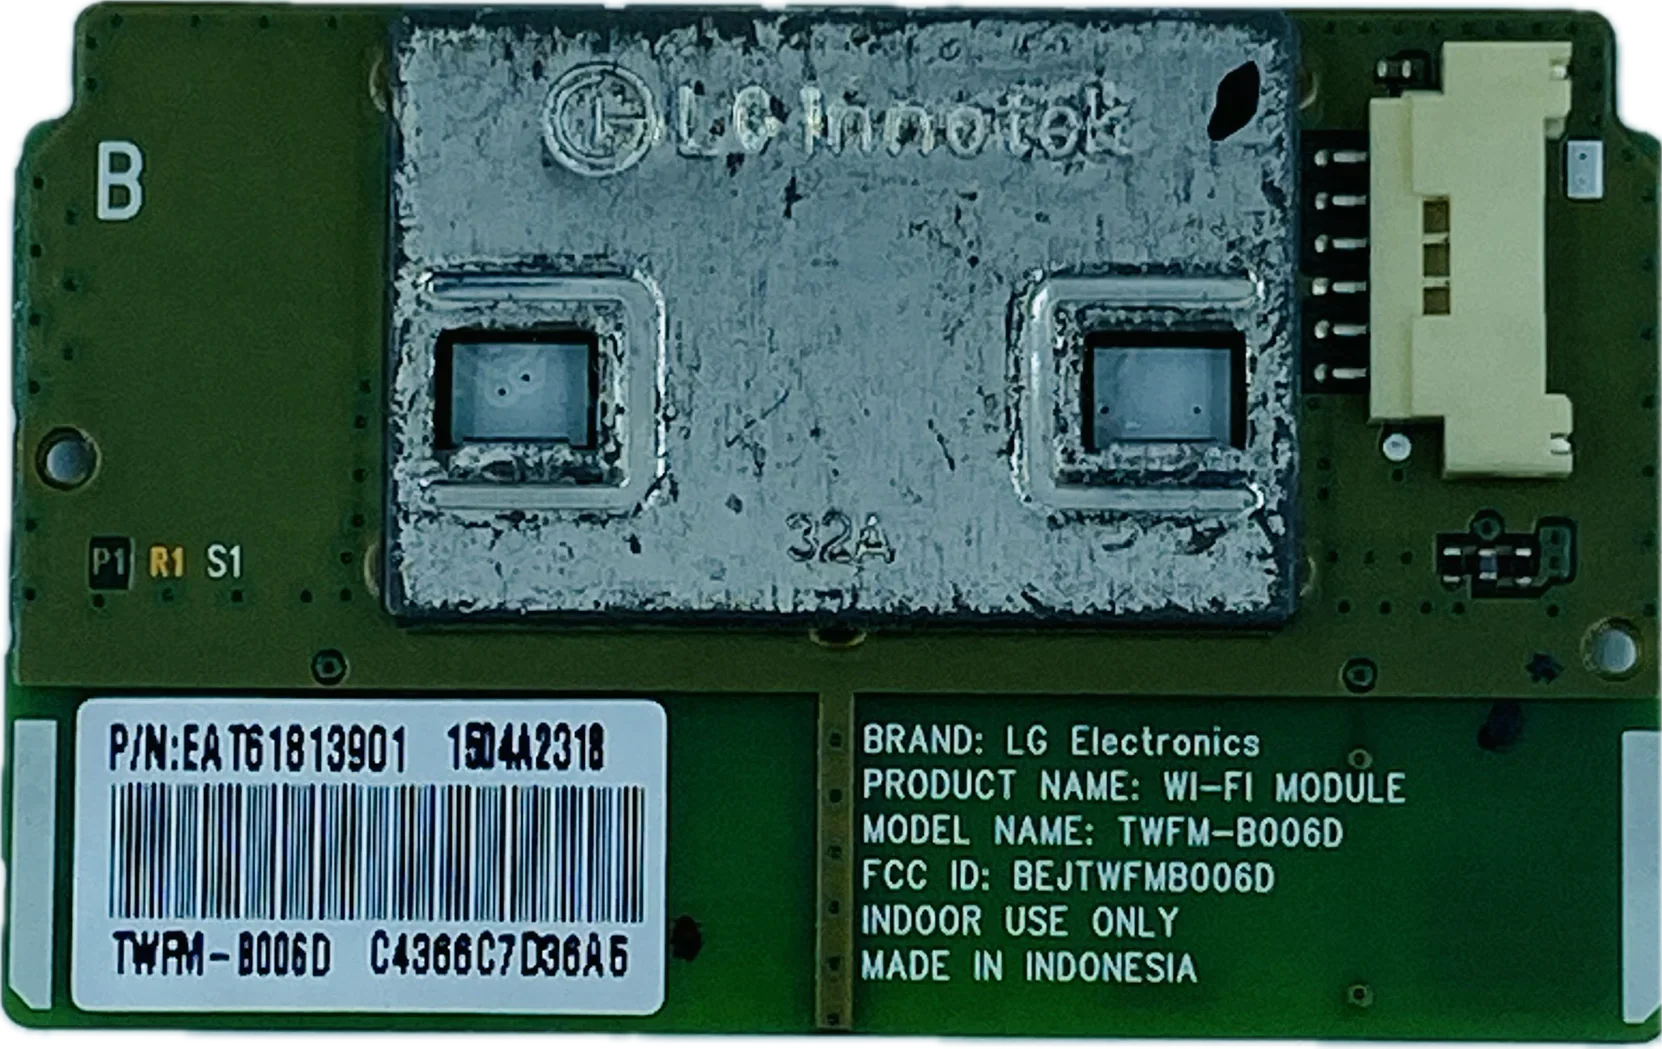 LG Innotek
B
32A
P1 R1 S1
P/N:EAT61813901 1504A2318
TWFM-B006D C4366C7D36A5
BRAND: LG Electronics
PRODUCT NAME: WI-FI MODULE
MODEL NAME: TWFM-B006D
FCC ID: BEJTWFMB006D
INDOOR USE ONLY
MADE IN INDONESIA